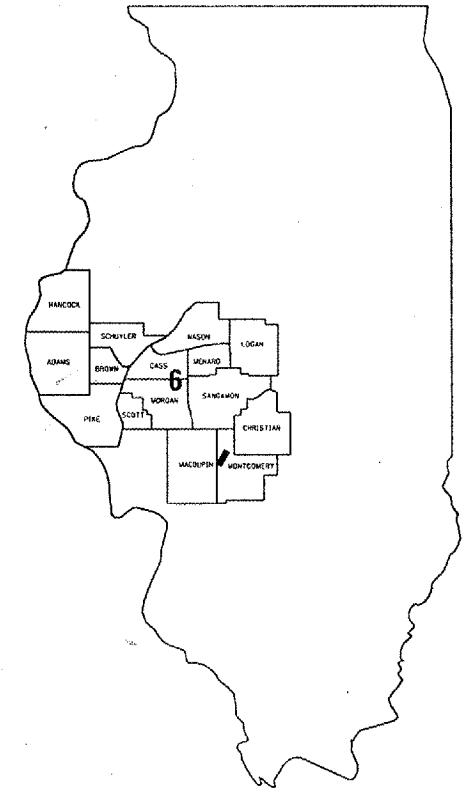 HANCOCK
MASON
SCHUYLER
LOGAN
ADAMS
BROWN
CASS
MENARD
6
MORGAN
SANGAMON
PIKE
SCOTT
CHRISTIAN
MACOUPIN
MONTGOMERY